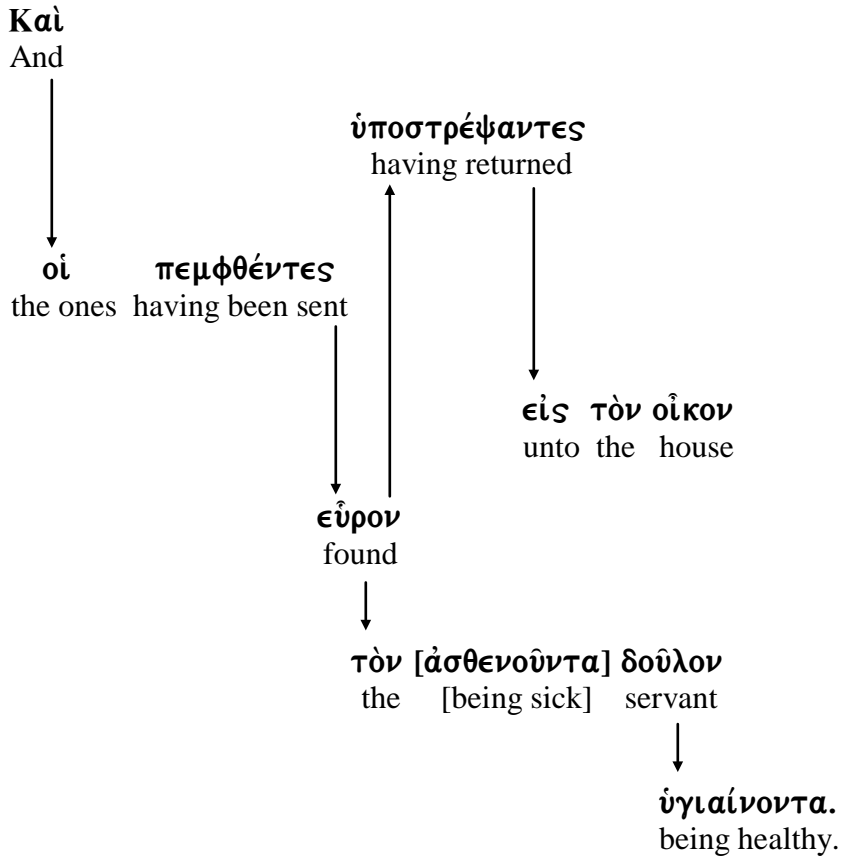 Καὶ
And
ὑποστρέψαντες
having returned
οἱ πεμφθέντες
the ones having been sent
εἰς τὸν οἶκον
unto the house
εὗρον
found
τὸν [ἀσθενοῦντα] δοῦλον
the [being sick] servant
ὑγιαίνοντα.
being healthy.